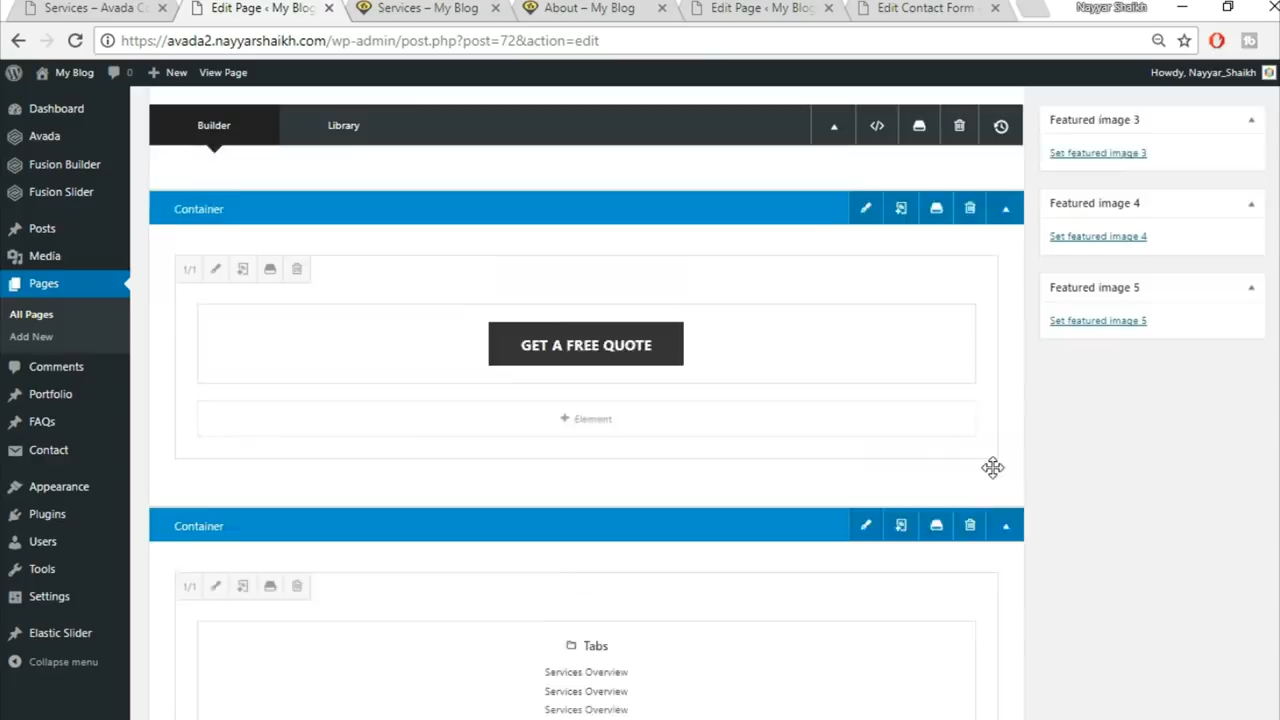 Services – Avada C
Edit Page ‹ My Blog
Services – My Blog
About – My Blog
Edit Page ‹ My Blog
Edit Contact Form
Nayyar Shaikh
https://avada2.nayyarshaikh.com/wp-admin/post.php?post=72&action=edit
My Blog
0
New
View Page
Howdy, Nayyar_Shaikh
Dashboard
Avada
Fusion Builder
Fusion Slider
Posts
Media
Pages
All Pages
Add New
Comments
Portfolio
FAQs
Contact
Appearance
Plugins
Users
Tools
Settings
Elastic Slider
Collapse menu
Builder
Library
Container
1/1
GET A FREE QUOTE
+ Element
Container
1/1
Tabs
Services Overview
Services Overview
Services Overview
Featured image 3
Set featured image 3
Featured image 4
Set featured image 4
Featured image 5
Set featured image 5